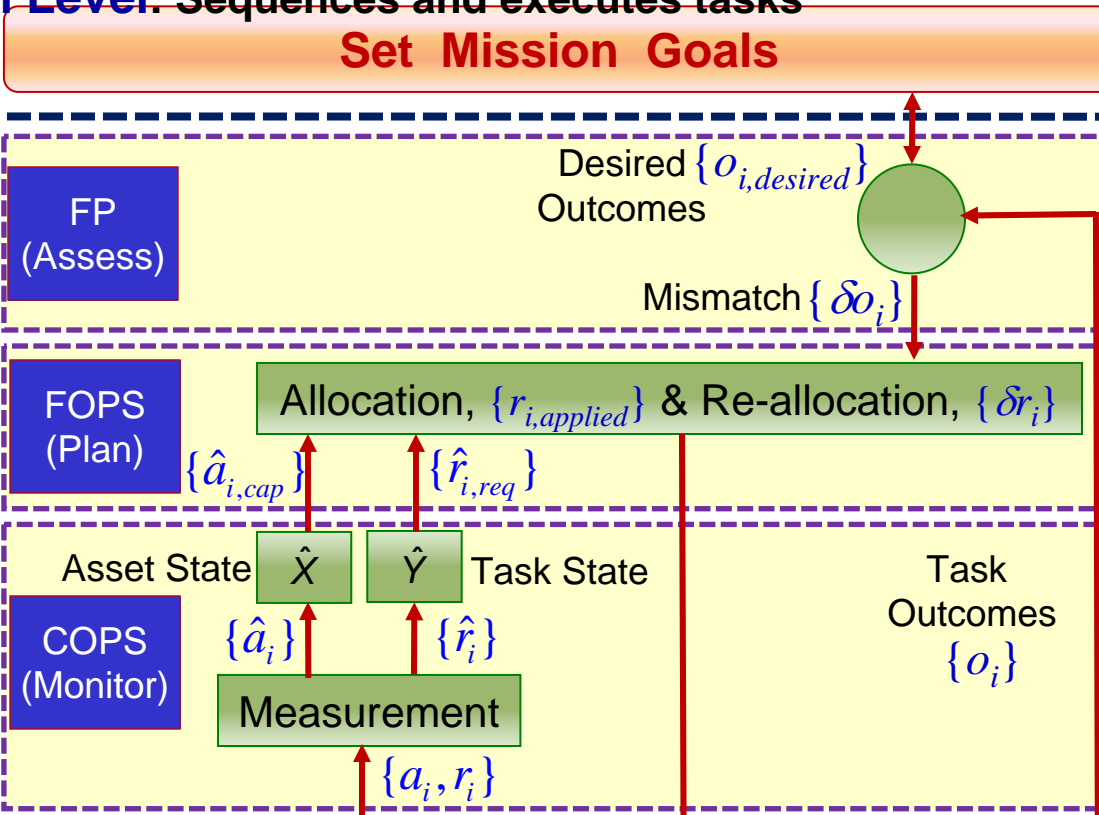 Level: Sequences and executes tasks
Set Mission Goals
FP
(Assess)
Desired {o_{i,desired}}
Outcomes
Mismatch { δo_i}
FOPS
(Plan)
Allocation, {r_{i,applied}} & Re-allocation, {δr_i}
{â_{i,cap}}
{r̂_{i,req}}
Asset State
X̂
Ŷ
Task State
{â_i}
{r̂_i}
COPS
(Monitor)
Measurement
{a_i, r_i}
Task
Outcomes
{o_i}